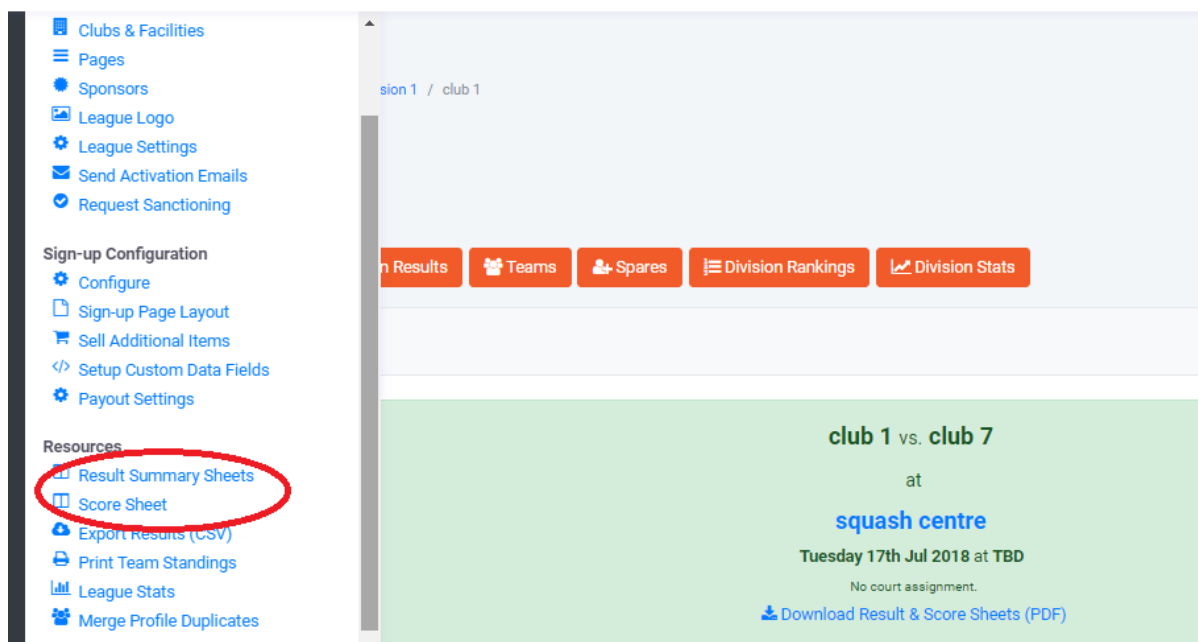 Clubs & Facilities
Pages
Sponsors
League Logo
League Settings
Send Activation Emails
Request Sanctioning
Sign-up Configuration
Configure
Sign-up Page Layout
Sell Additional Items
Setup Custom Data Fields
Payout Settings
Resources
Result Summary Sheets
Score Sheet
Export Results (CSV)
Print Team Standings
League Stats
Merge Profile Duplicates
sion 1 / club 1
n Results Teams Spares Division Rankings Division Stats
club 1 vs. club 7
at
squash centre
Tuesday 17th Jul 2018 at TBD
No court assignment.
Download Result & Score Sheets (PDF)